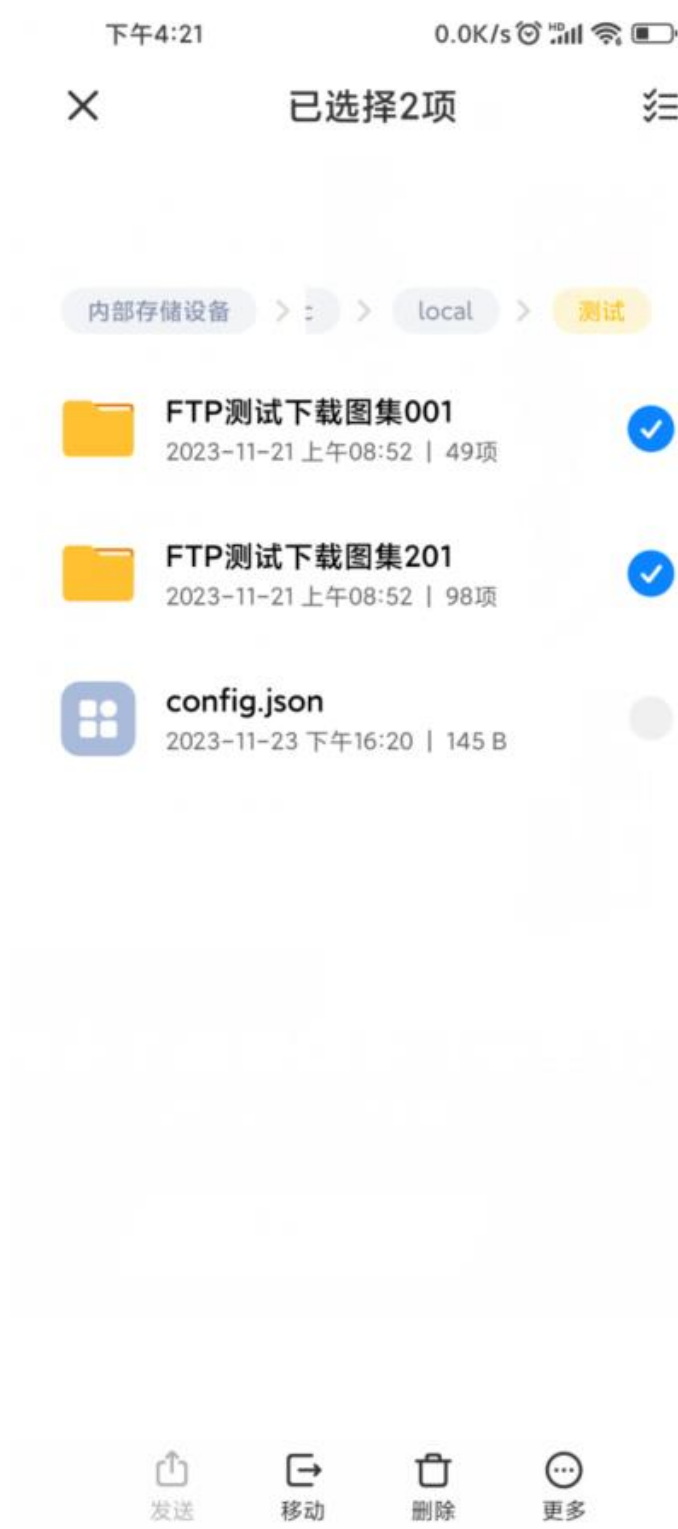 下午4:21 0.0K/s HD
已选择2项
内部存储设备 > > local > 测试
FTP测试下载图集001
2023-11-21 上午08:52 | 49项
FTP测试下载图集201
2023-11-21 上午08:52 | 98项
config.json
2023-11-23 下午16:20 | 145 B
发送 移动 删除 更多